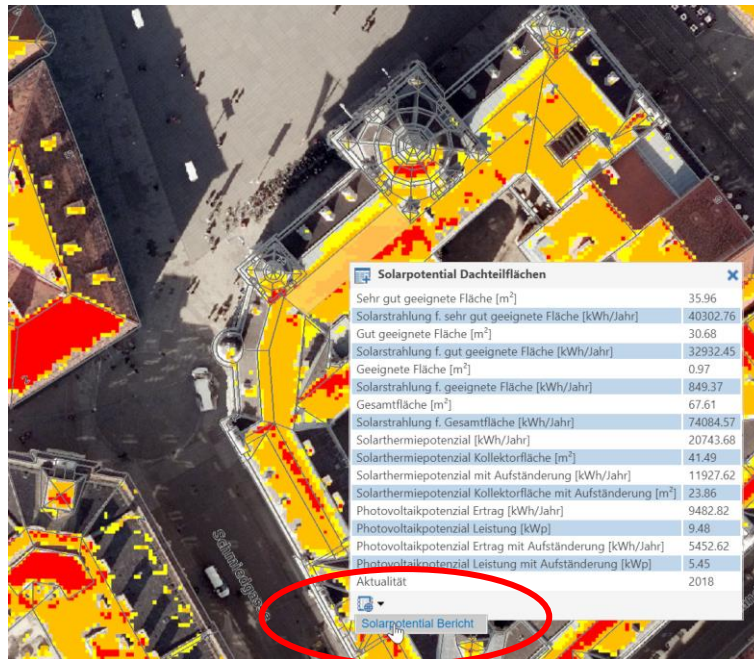 Solarpotential Dachteilflächen
Sehr gut geeignete Fläche [m²] 35.96
Solarstrahlung f. sehr gut geeignete Fläche [kWh/Jahr] 40302.76
Gut geeignete Fläche [m²] 30.68
Solarstrahlung f. gut geeignete Fläche [kWh/Jahr] 32932.45
Geeignete Fläche [m²] 0.97
Solarstrahlung f. geeignete Fläche [kWh/Jahr] 849.37
Gesamtfläche [m²] 67.61
Solarstrahlung f. Gesamtfläche [kWh/Jahr] 74084.57
Solarthermiepotenzial [kWh/Jahr] 20743.68
Solarthermiepotenzial Kollektorfläche [m²] 41.49
Solarthermiepotenzial mit Aufständerung [kWh/Jahr] 11927.62
Solarthermiepotenzial Kollektorfläche mit Aufständerung [m²] 23.86
Photovoltaikpotenzial Ertrag [kWh/Jahr] 9482.82
Photovoltaikpotenzial Leistung [kWp] 9.48
Photovoltaikpotenzial Ertrag mit Aufständerung [kWh/Jahr] 5452.62
Photovoltaikpotenzial Leistung mit Aufständerung [kWp] 5.45
Aktualität 2018
Solarpotential Bericht
Schmiedgasse